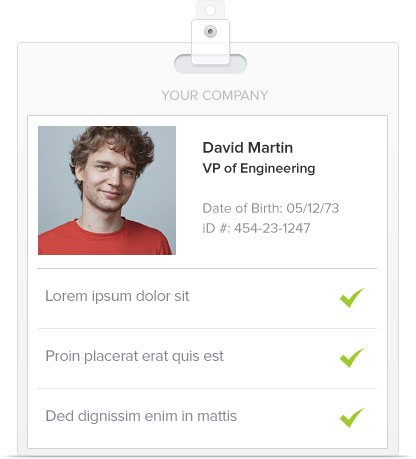 YOUR COMPANY
David Martin
VP of Engineering
Date of Birth: 05/12/73
iD #: 454-23-1247
Lorem ipsum dolor sit
Proin placerat erat quis est
Ded dignissim enim in mattis